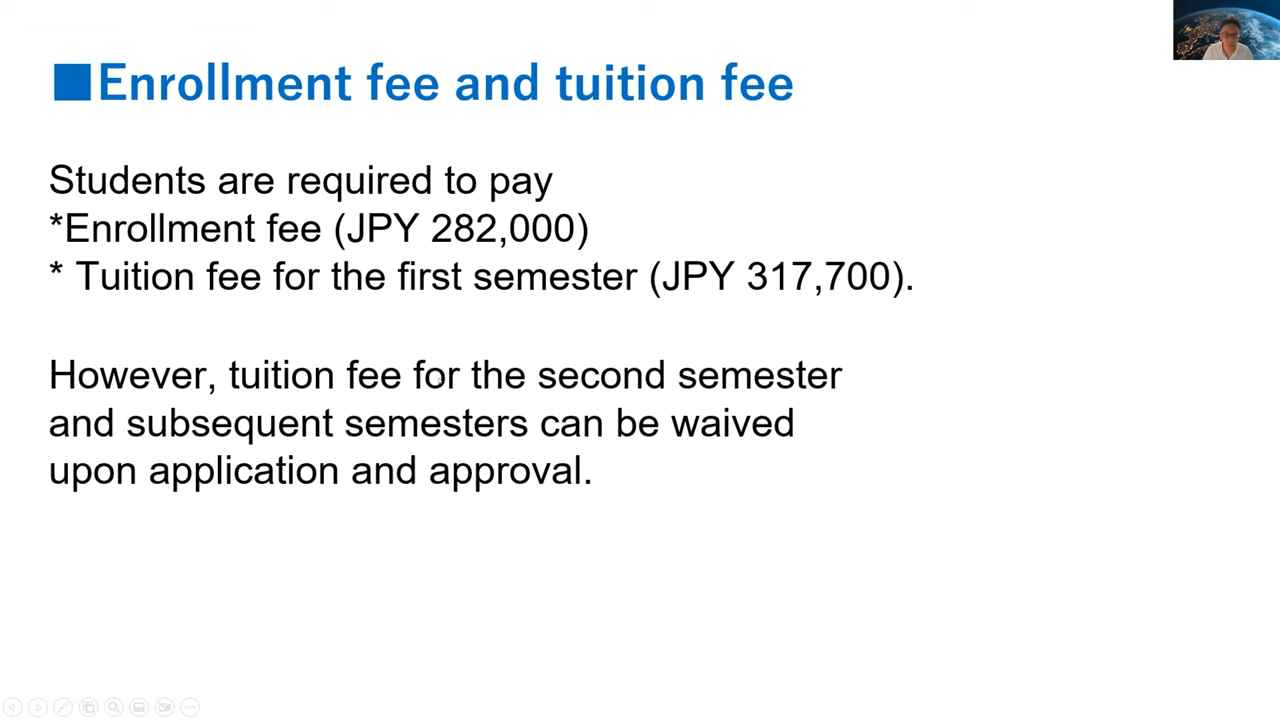 ■Enrollment fee and tuition fee
Students are required to pay
*Enrollment fee (JPY 282,000)
* Tuition fee for the first semester (JPY 317,700).
However, tuition fee for the second semester
and subsequent semesters can be waived
upon application and approval.